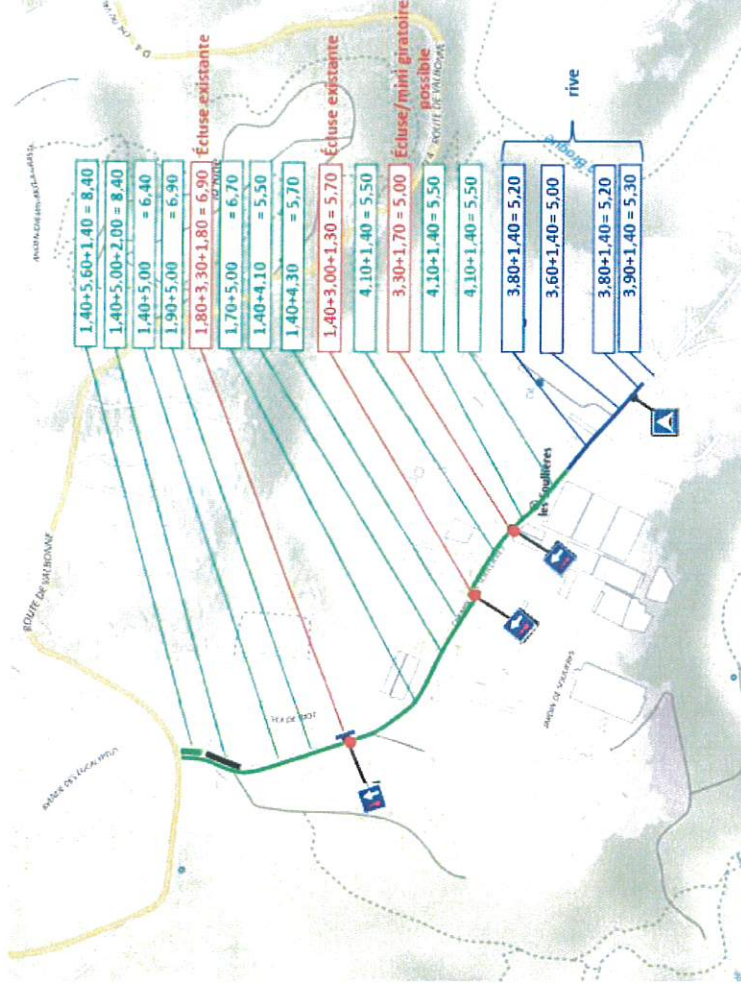 ROUTE DE VALBONNE
1,40+5,60+1,40 = 8,40
1,40+5,00+2,00 = 8,40
1,40+5,00 = 6,40
1,90+5,00 = 6,90
1,80+3,30+1,80 = 6,90 Écluse existante
1,70+5,00 = 6,70
1,40+4,10 = 5,50
1,40+4,30 = 5,70
1,40+3,00+1,30 = 5,70 Écluse existante
4,10+1,40 = 5,50
3,30+1,70 = 5,00 Écluse/mini giratoire
possible
4,10+1,40 = 5,50
4,10+1,40 = 5,50
3,80+1,40 = 5,20
3,60+1,40 = 5,00
3,80+1,40 = 5,20
3,90+1,40 = 5,30
rive
ROUTE DE VALBONNE
les Soullières